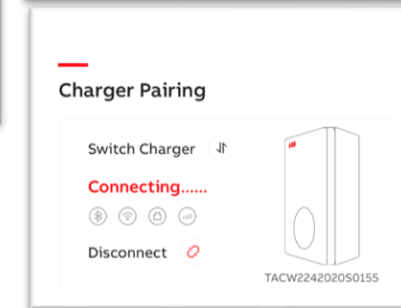 Charger Pairing
Switch Charger
Connecting......
Disconnect
TACW2242020S0155